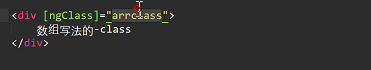 <div [ngClass]="arrclass">
数组写法的-class
</div>